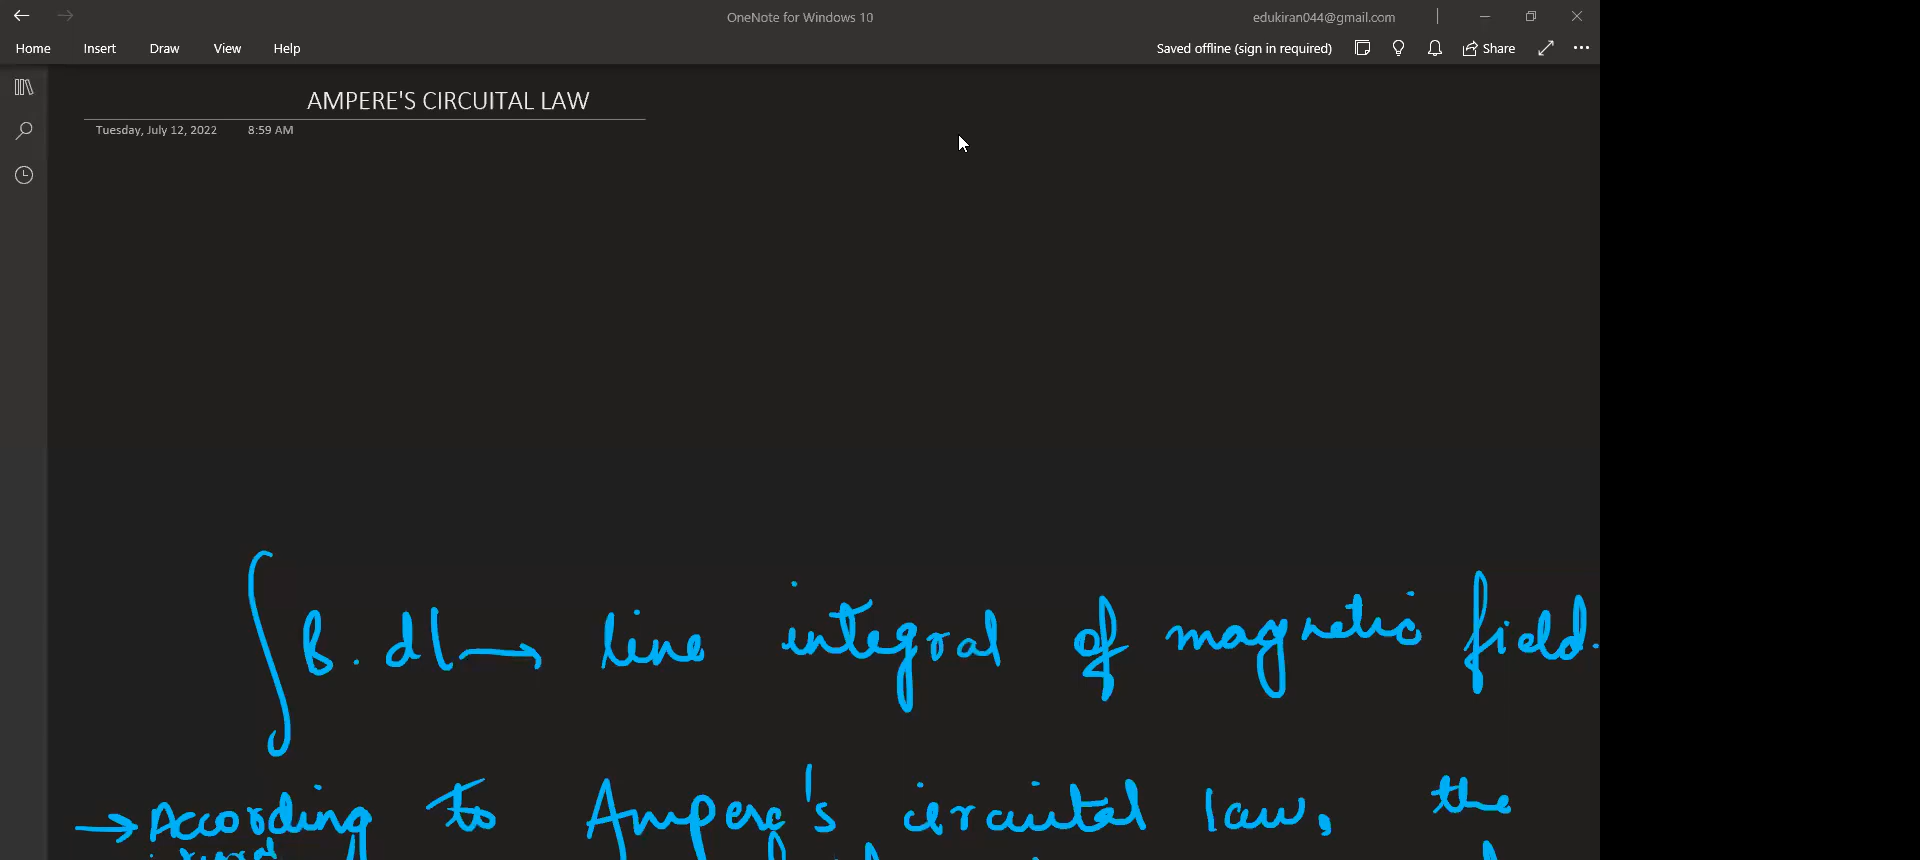 OneNote for Windows 10
edukiran044@gmail.com
Home Insert Draw View Help
Saved offline (sign in required) Share
AMPERE'S CIRCUITAL LAW
Tuesday, July 12, 2022 8:59 AM
∫B.dl → line integral of magnetic field.
→ According to Ampere's circuital law, the